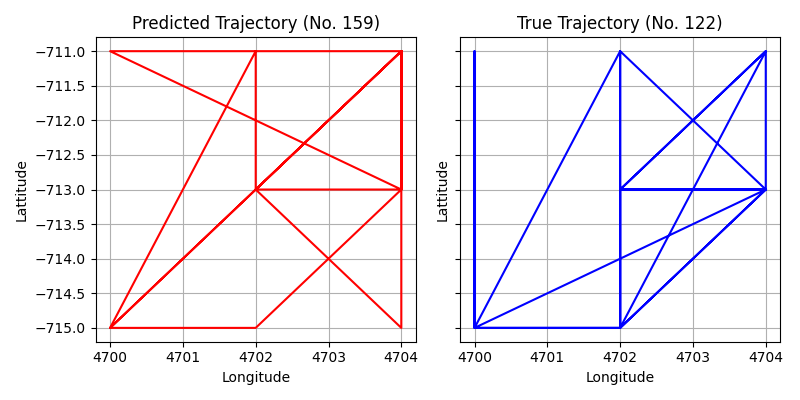 Predicted Trajectory (No. 159)
True Trajectory (No. 122)
−711.0
−711.5
−712.0
−712.5
−713.0
−713.5
−714.0
−714.5
−715.0
Lattitude
Lattitude
4700 4701 4702 4703 4704
4700 4701 4702 4703 4704
Longitude
Longitude